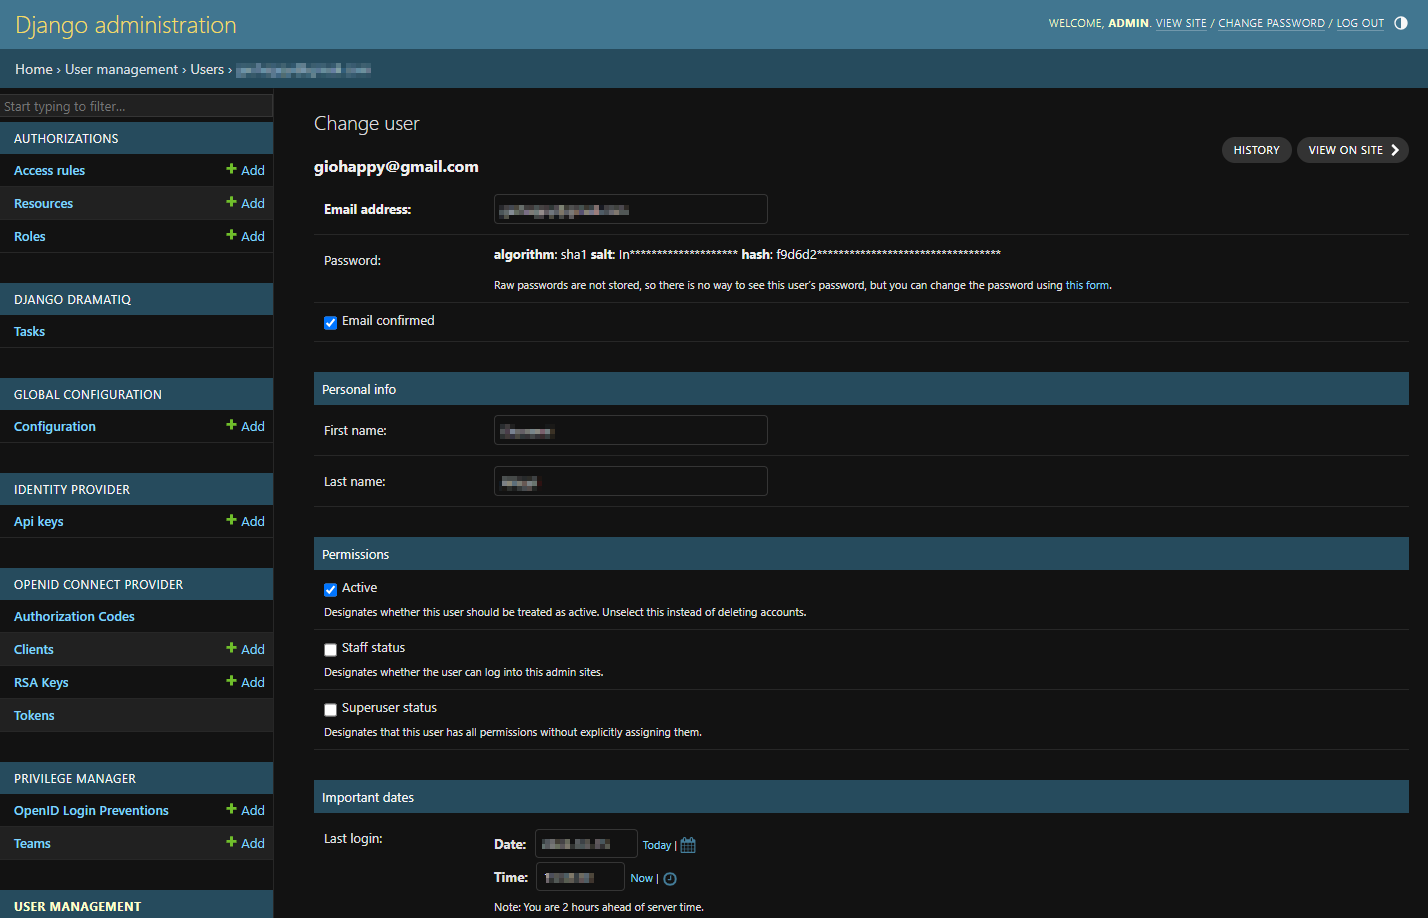 Django administration
WELCOME, ADMIN. VIEW SITE / CHANGE PASSWORD / LOG OUT
Home › User management › Users ›
Start typing to filter...
AUTHORIZATIONS
Access rules + Add
Resources + Add
Roles + Add
DJANGO DRAMATIQ
Tasks
GLOBAL CONFIGURATION
Configuration + Add
IDENTITY PROVIDER
Api keys + Add
OPENID CONNECT PROVIDER
Authorization Codes
Clients + Add
RSA Keys + Add
Tokens
PRIVILEGE MANAGER
OpenID Login Preventions + Add
Teams + Add
USER MANAGEMENT
Change user
HISTORY
VIEW ON SITE
giohappy@gmail.com
Email address:
Password:
algorithm: sha1 salt: In******************** hash: f9d6d2**********************************
Raw passwords are not stored, so there is no way to see this user's password, but you can change the password using this form.
Email confirmed
Personal info
First name:
Last name:
Permissions
Active
Designates whether this user should be treated as active. Unselect this instead of deleting accounts.
Staff status
Designates whether the user can log into this admin sites.
Superuser status
Designates that this user has all permissions without explicitly assigning them.
Important dates
Last login:
Date: Today |
Time: Now |
Note: You are 2 hours ahead of server time.